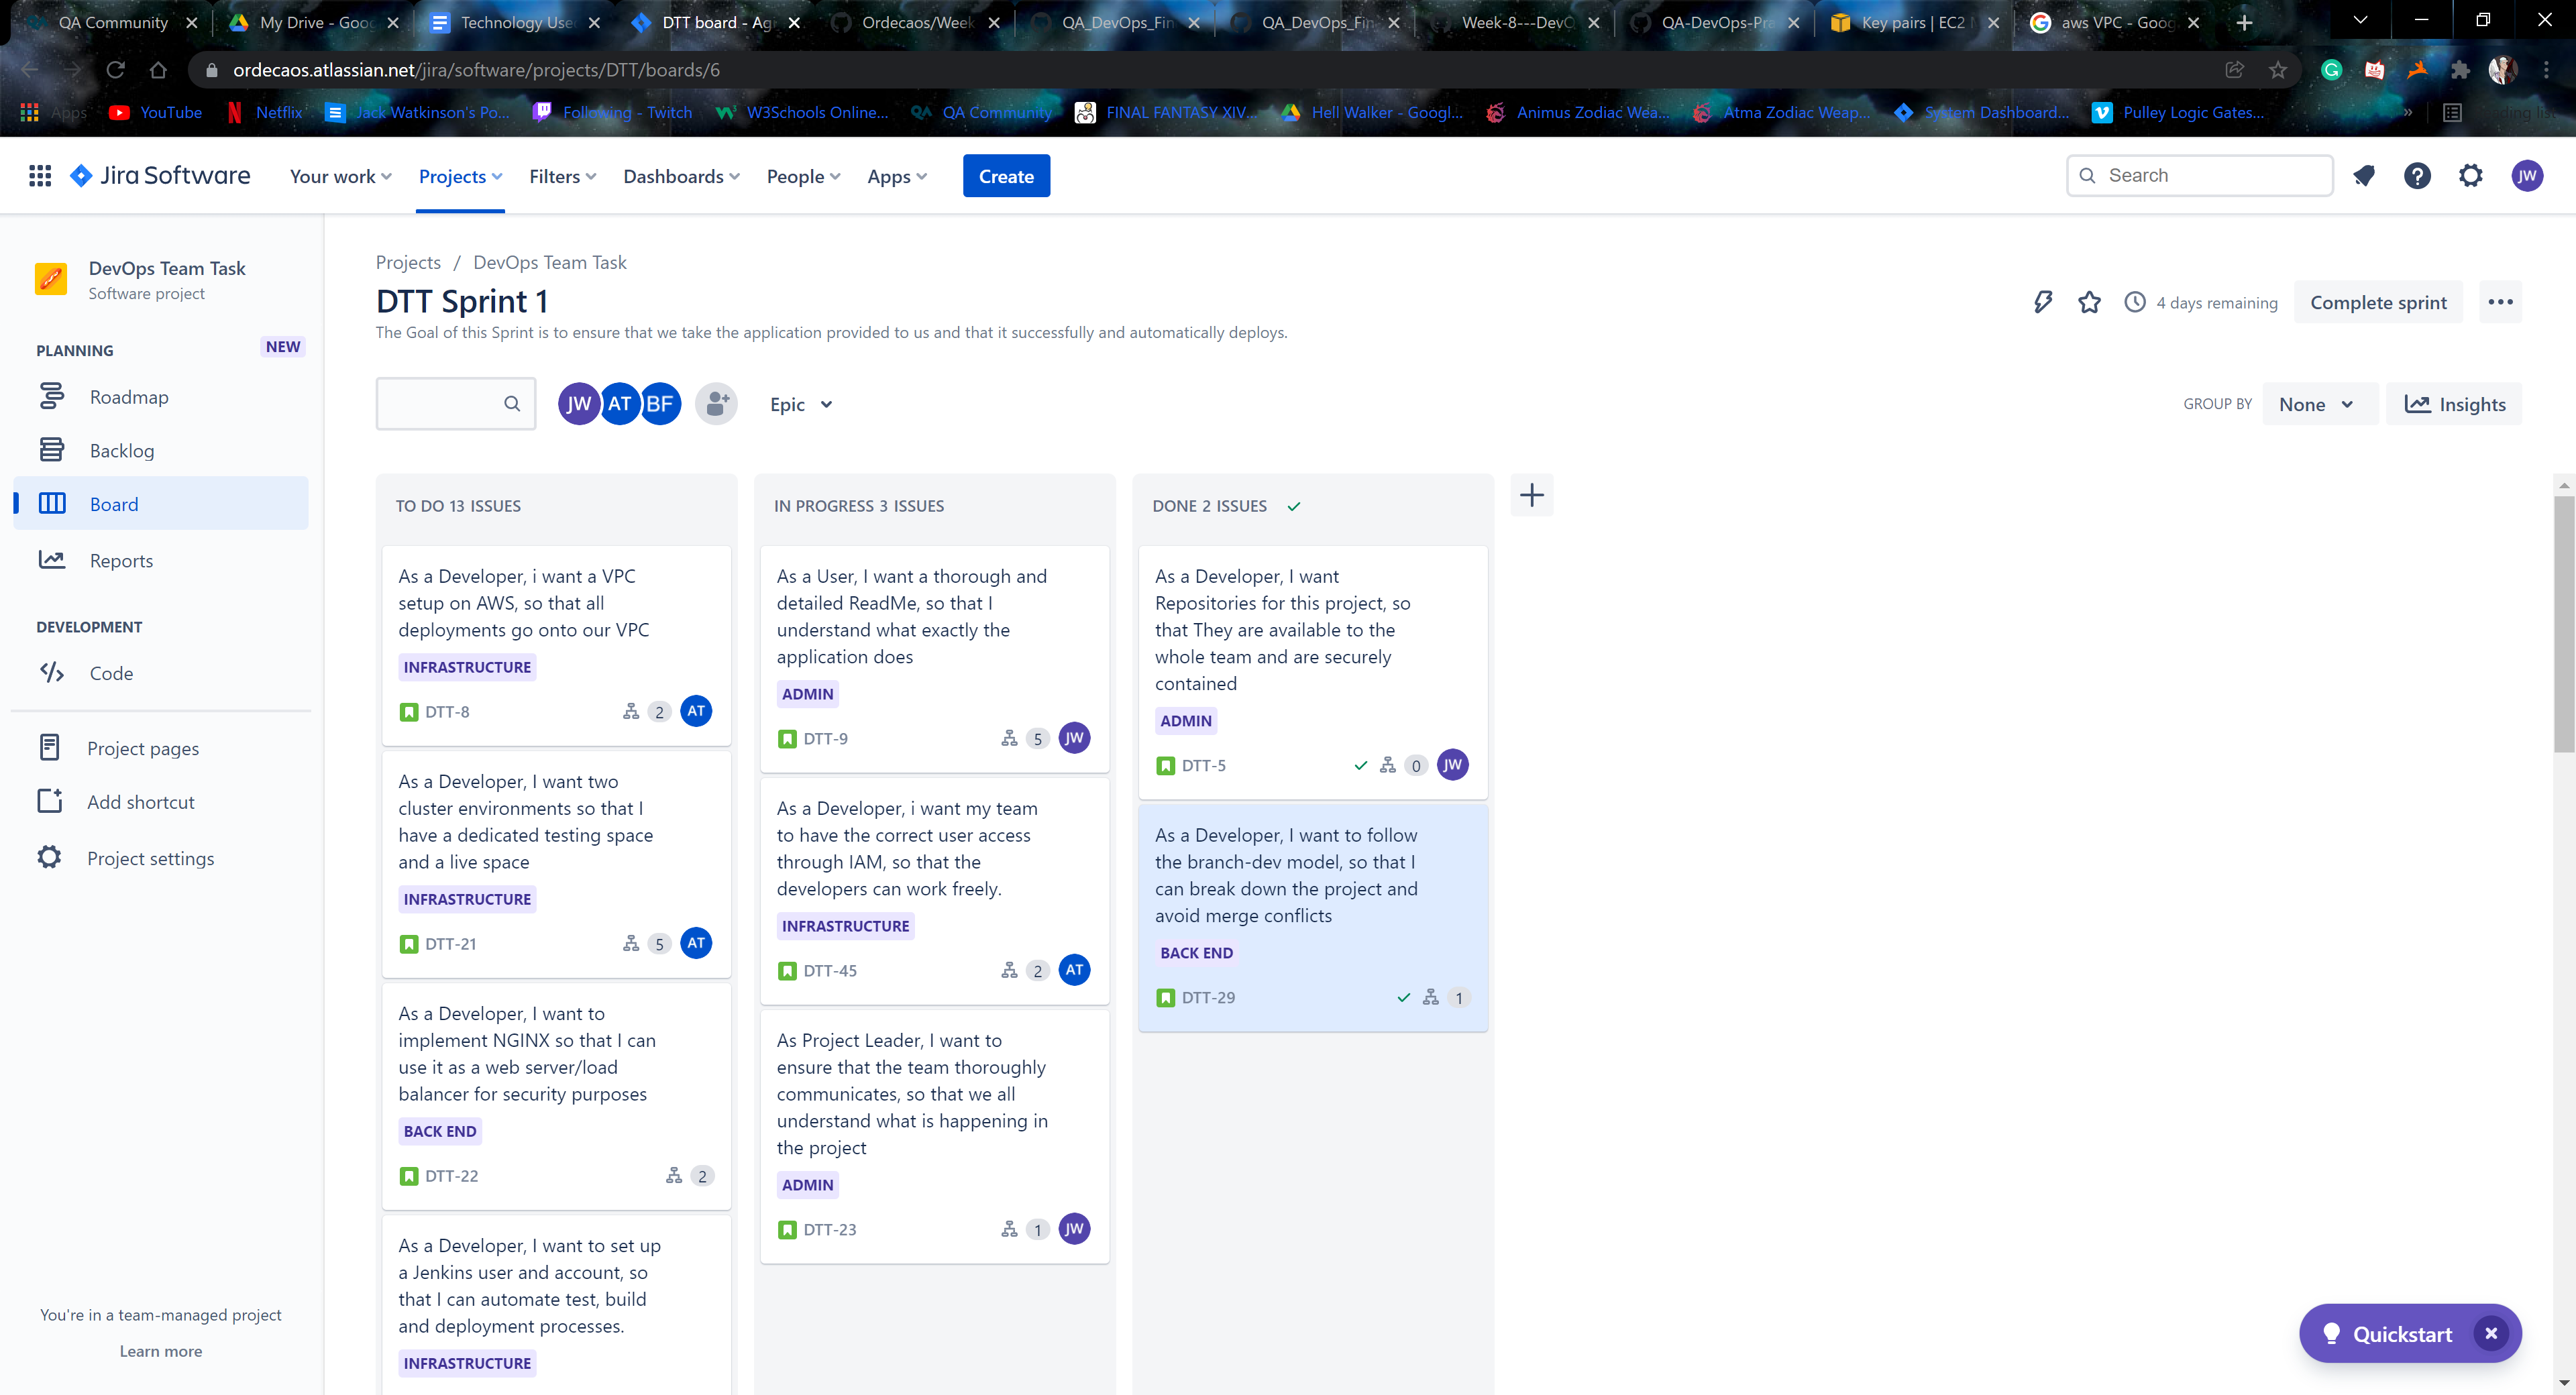 QA Community
My Drive - Goog
Technology Use
DTT board - Ag
Ordecaos/Week
QA_DevOps_Fin
QA_DevOps_Fin
Week-8---DevO
QA-DevOps-Pra
Key pairs | EC2
aws VPC - Goog
ordecaos.atlassian.net/jira/software/projects/DTT/boards/6
Apps
YouTube
Netflix
Jack Watkinson's Po...
Following - Twitch
W3Schools Online...
QA Community
FINAL FANTASY XIV...
Hell Walker - Googl...
Animus Zodiac Wea...
Atma Zodiac Weap...
System Dashboard...
Pulley Logic Gates...
»
Jira Software
Your work
Projects
Filters
Dashboards
People
Apps
Create
Search
JW
DevOps Team Task
Software project
PLANNING
NEW
Roadmap
Backlog
Board
Reports
DEVELOPMENT
Code
Project pages
Add shortcut
Project settings
You're in a team-managed project
Learn more
Projects / DevOps Team Task
DTT Sprint 1
The Goal of this Sprint is to ensure that we take the application provided to us and that it successfully and automatically deploys.
4 days remaining
Complete sprint
JW
AT
BF
Epic
GROUP BY
None
Insights
TO DO 13 ISSUES
As a Developer, i want a VPC
setup on AWS, so that all
deployments go onto our VPC
INFRASTRUCTURE
DTT-8
2
AT
As a Developer, I want two
cluster environments so that I
have a dedicated testing space
and a live space
INFRASTRUCTURE
DTT-21
5
AT
As a Developer, I want to
implement NGINX so that I can
use it as a web server/load
balancer for security purposes
BACK END
DTT-22
2
As a Developer, I want to set up
a Jenkins user and account, so
that I can automate test, build
and deployment processes.
INFRASTRUCTURE
IN PROGRESS 3 ISSUES
As a User, I want a thorough and
detailed ReadMe, so that I
understand what exactly the
application does
ADMIN
DTT-9
5
JW
As a Developer, i want my team
to have the correct user access
through IAM, so that the
developers can work freely.
INFRASTRUCTURE
DTT-45
2
AT
As Project Leader, I want to
ensure that the team thoroughly
communicates, so that we all
understand what is happening in
the project
ADMIN
DTT-23
1
JW
DONE 2 ISSUES
As a Developer, I want
Repositories for this project, so
that They are available to the
whole team and are securely
contained
ADMIN
DTT-5
0
JW
As a Developer, I want to follow
the branch-dev model, so that I
can break down the project and
avoid merge conflicts
BACK END
DTT-29
1
Quickstart